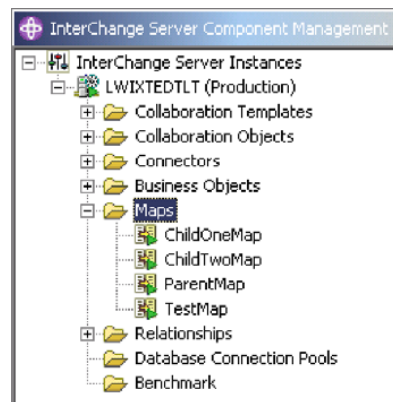 InterChange Server Component Management
InterChange Server Instances
LWIXTEDTLT (Production)
Collaboration Templates
Collaboration Objects
Connectors
Business Objects
Maps
ChildOneMap
ChildTwoMap
ParentMap
TestMap
Relationships
Database Connection Pools
Benchmark